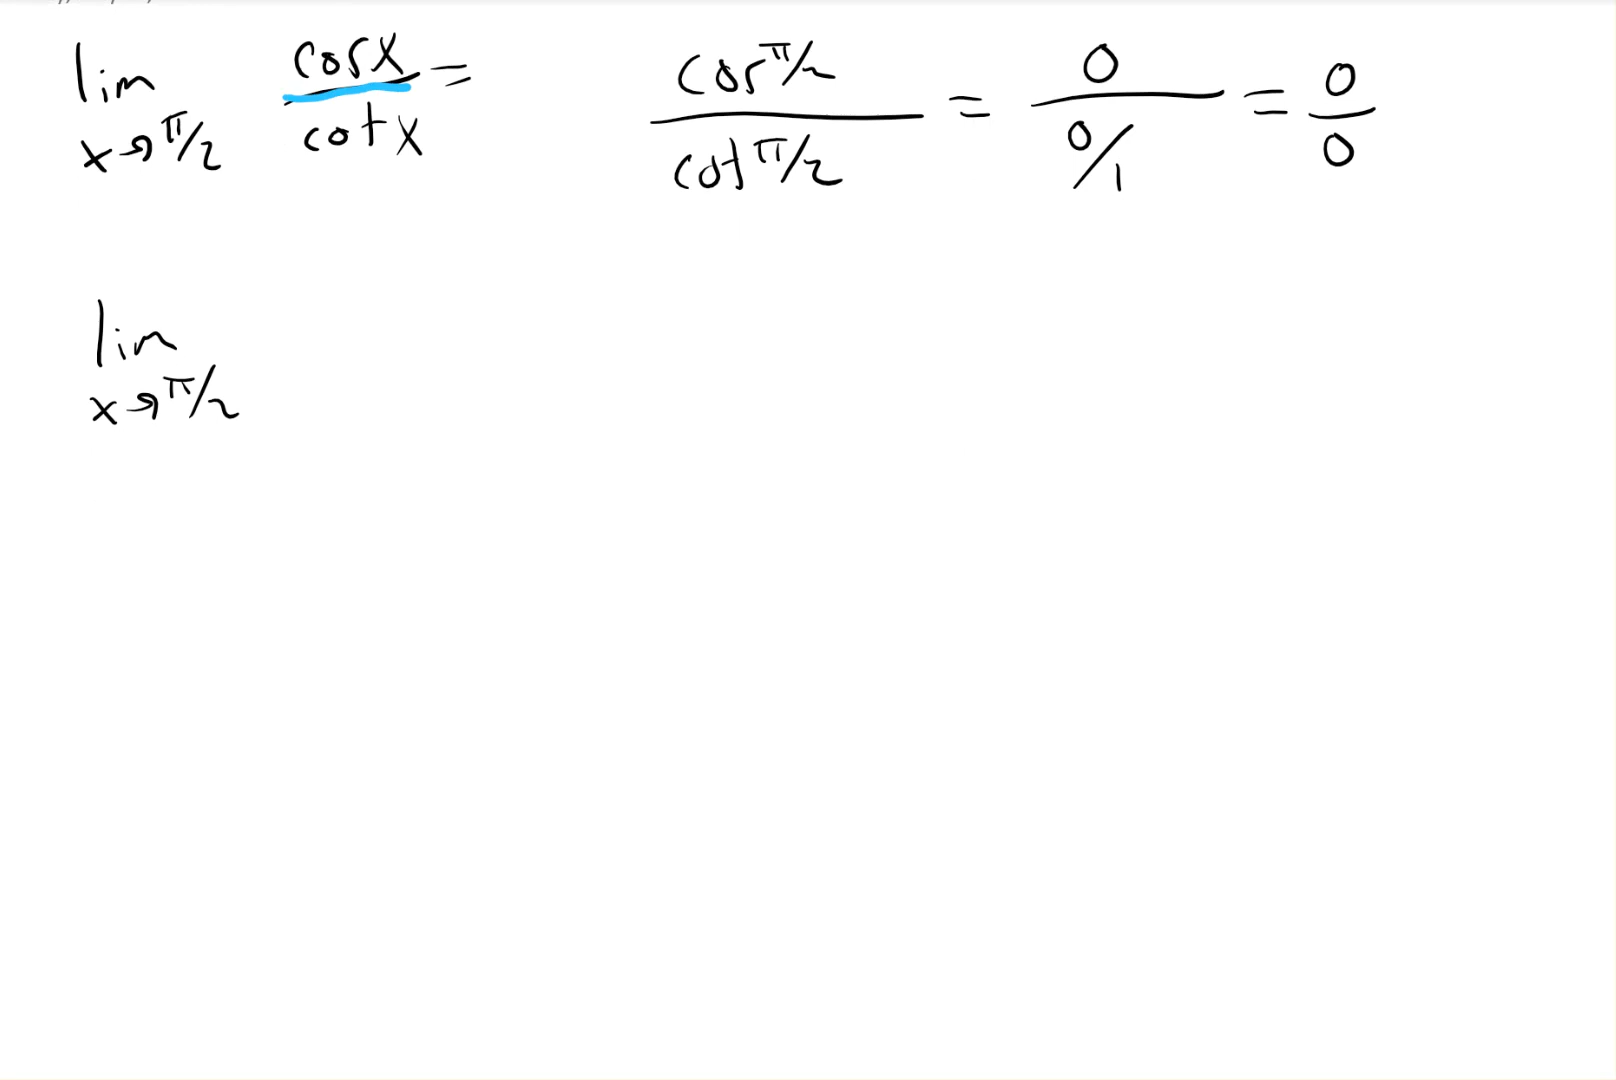 lim x→π/2 cosx/cotx = cosπ/2 / cotπ/2 = 0 / 0/1 = 0/0
lim x→π/2